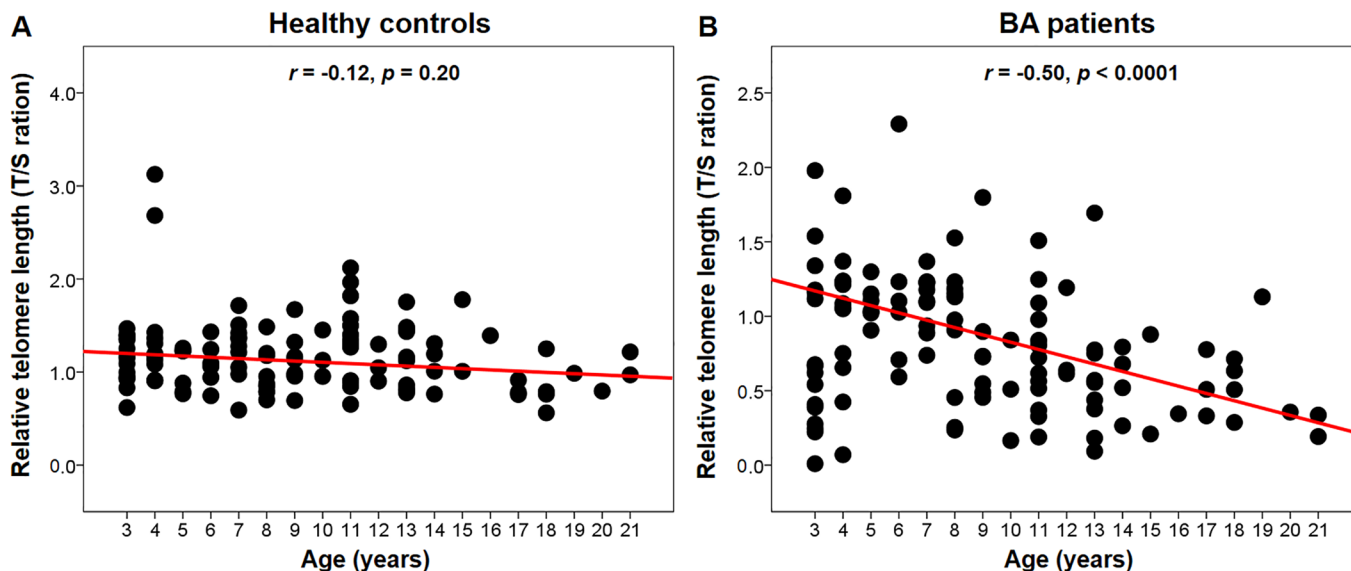 A
Healthy controls
r = -0.12, p = 0.20
Relative telomere length (T/S ration)
4.0
3.0
2.0
1.0
0.0
3 4 5 6 7 8 9 10 11 12 13 14 15 16 17 18 19 20 21
Age (years)
B
BA patients
r = -0.50, p < 0.0001
Relative telomere length (T/S ration)
2.5
2.0
1.5
1.0
0.5
0.0
3 4 5 6 7 8 9 10 11 12 13 14 15 16 17 18 19 20 21
Age (years)